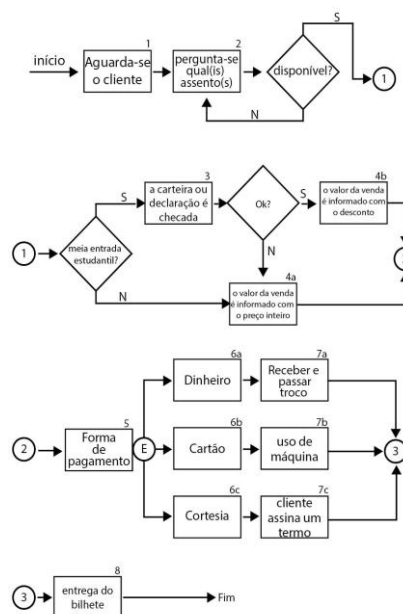 início
1
Aguarda-se
o cliente
2
pergunta-se
qual(is)
assento(s)
disponível?
S
N
1
1
meia entrada
estudantil?
S
N
3
a carteira ou
declaração é
checada
Ok?
S
N
4b
o valor da venda
é informado com
o desconto
4a
o valor da venda
é informado com
o preço inteiro
2
5
Forma
de
pagamento
E
6a
Dinheiro
7a
Receber e
passar
troco
6b
Cartão
7b
uso de
máquina
6c
Cortesia
7c
cliente
assina um
termo
3
3
8
entrega do
bilhete
Fim